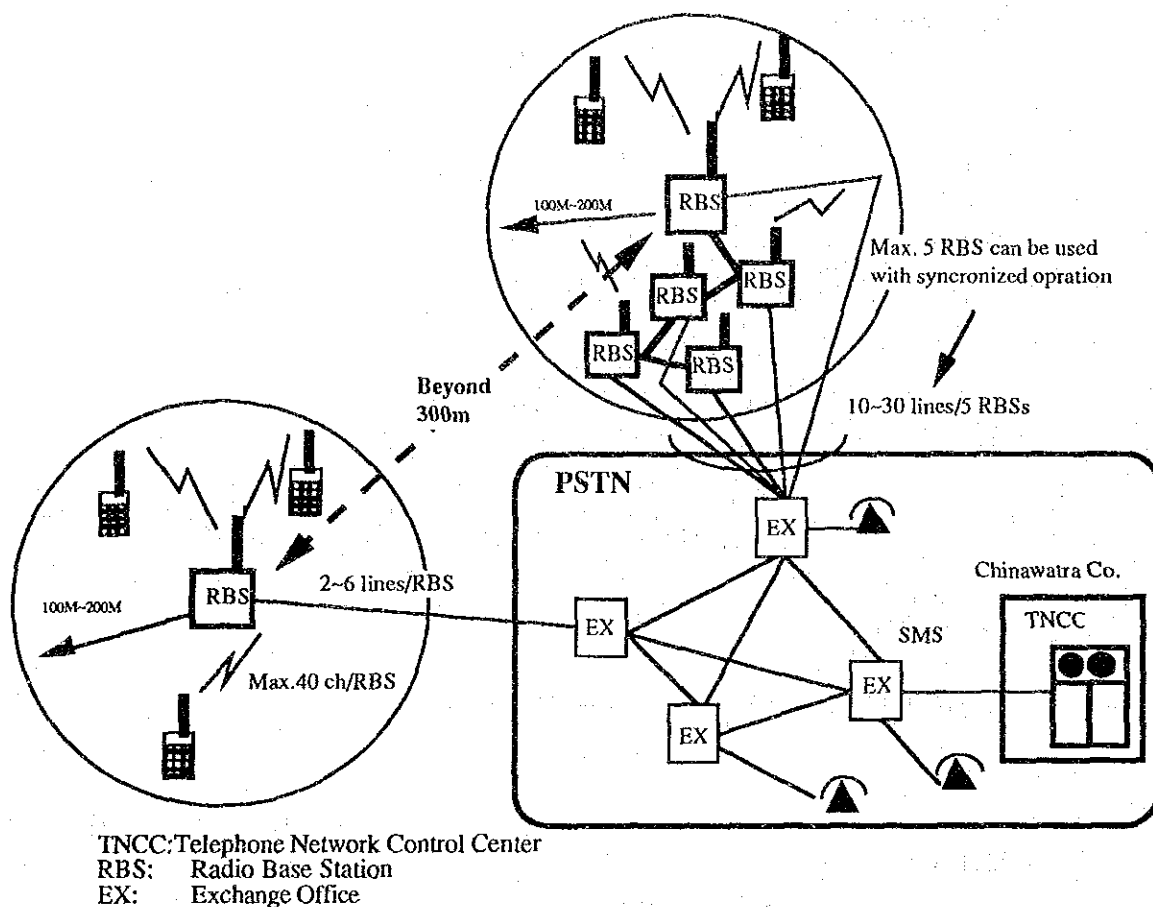 RBS
100M~200M
RBS
RBS
RBS
RBS
Max. 5 RBS can be used
with syncronized opration
Beyond
300m
10~30 lines/5 RBSs
PSTN
EX
2~6 lines/RBS
Chinawatra Co.
RBS
100M~200M
EX
SMS
TNCC
Max.40 ch/RBS
EX
EX
TNCC:Telephone Network Control Center
RBS: Radio Base Station
EX: Exchange Office